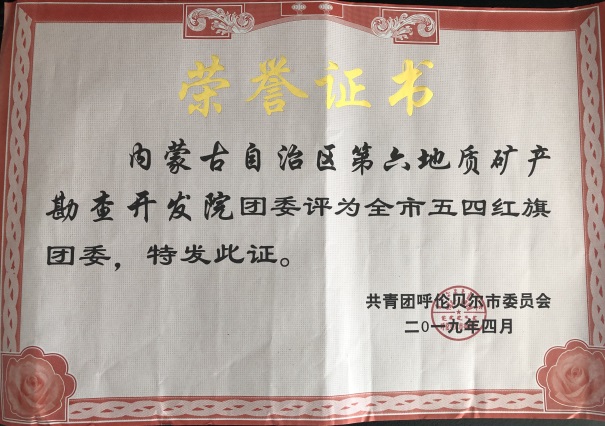 荣誉证书
内蒙古自治区第六地质矿产
勘查开发院团委评为全市五四红旗
团委，特发此证。
共青团呼伦贝尔市委员会
二0一九年四月